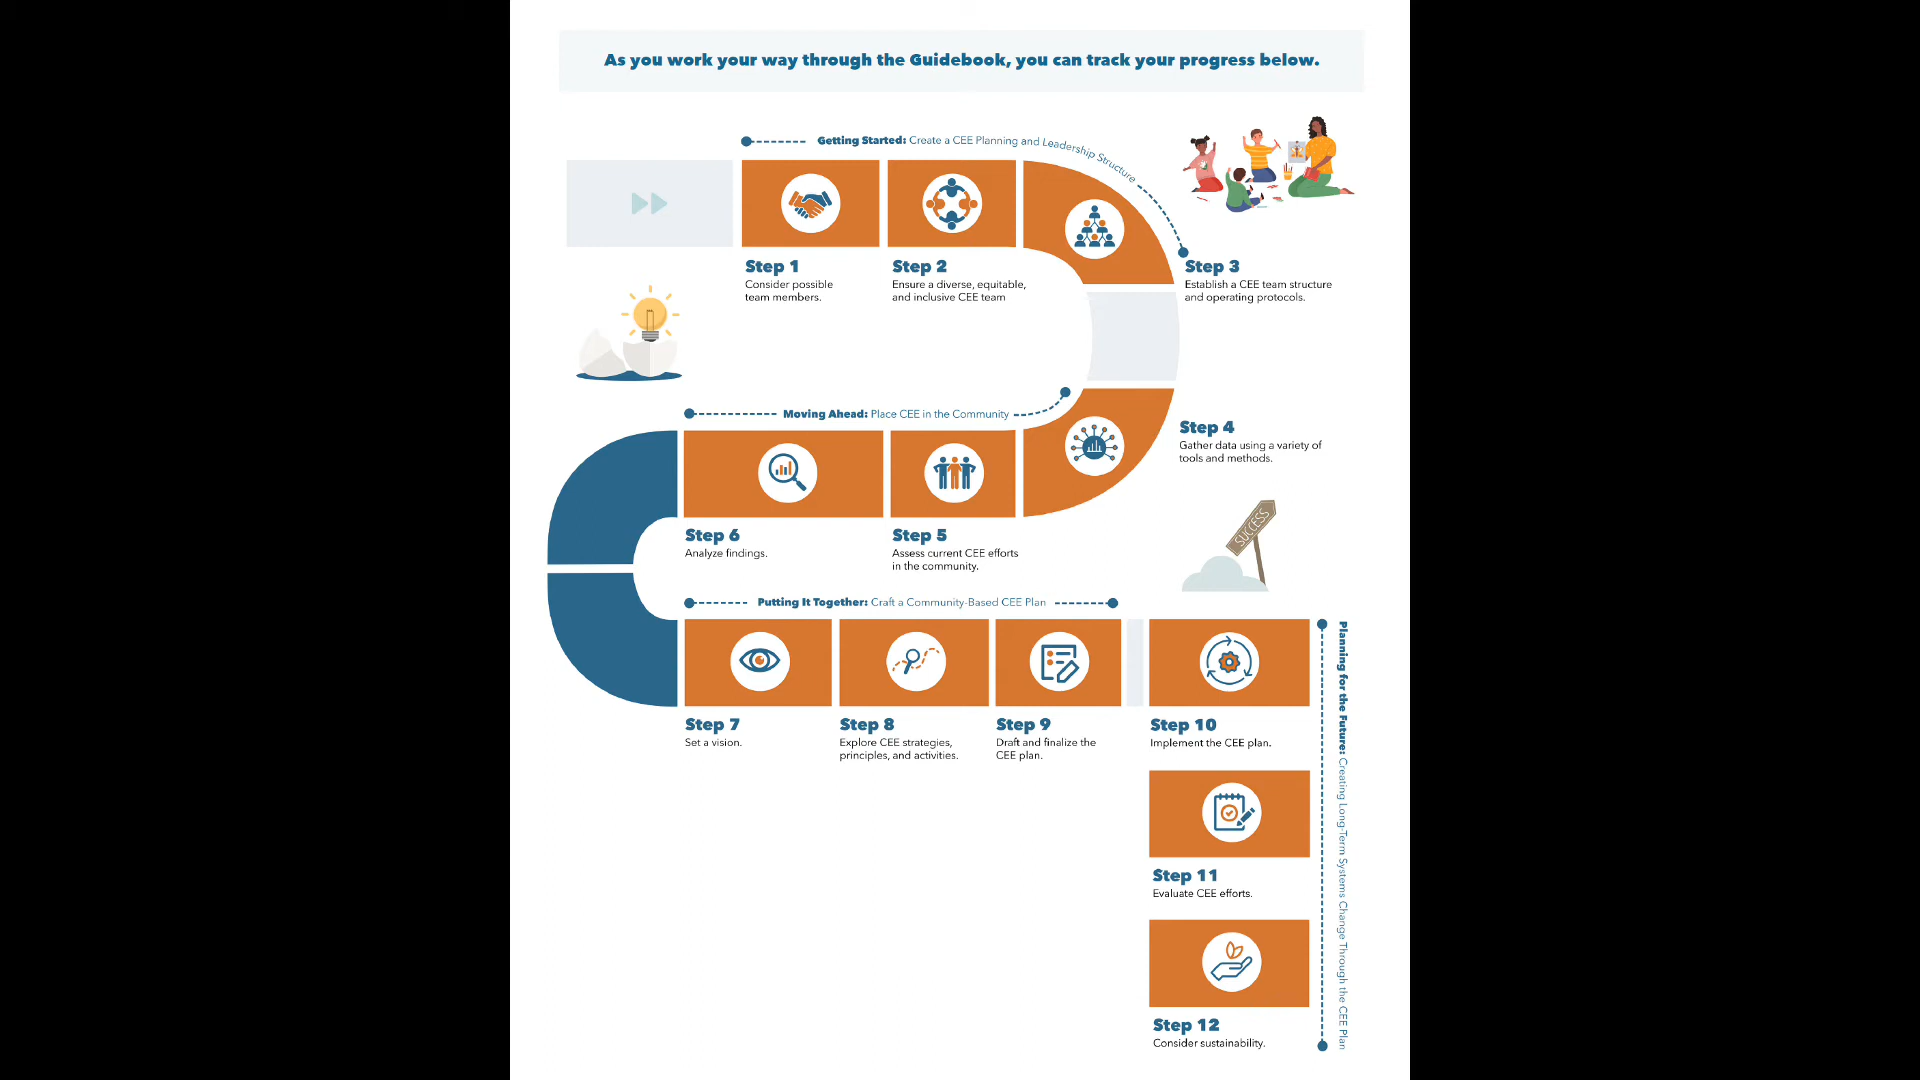 As you work your way through the Guidebook, you can track your progress below.
Getting Started: Create a CEE Planning and Leadership Structure
Step 1
Consider possible
team members.
Step 2
Ensure a diverse, equitable,
and inclusive CEE team
Step 3
Establish a CEE team structure
and operating protocols.
Step 4
Gather data using a variety of
tools and methods.
Moving Ahead: Place CEE in the Community
Step 5
Assess current CEE efforts
in the community.
Step 6
Analyze findings.
SUCCESS
Putting It Together: Craft a Community-Based CEE Plan
Step 7
Set a vision.
Step 8
Explore CEE strategies,
principles, and activities.
Step 9
Draft and finalize the
CEE plan.
Planning for the Future: Creating Long-Term Systems Change Through the CEE Plan
Step 10
Implement the CEE plan.
Step 11
Evaluate CEE efforts.
Step 12
Consider sustainability.